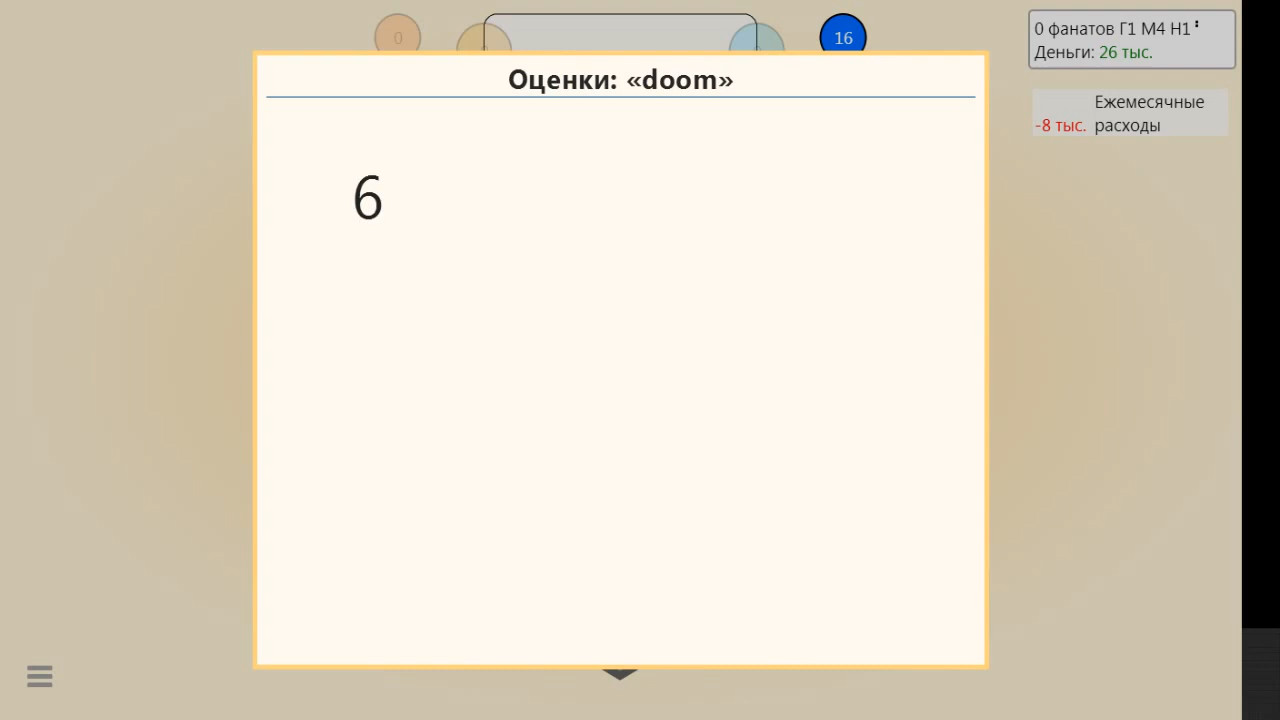 0
16
0 фанатов Г1 М4 Н1
Деньги: 26 тыс.
Оценки: «doom»
Ежемесячные
-8 тыс. расходы
6